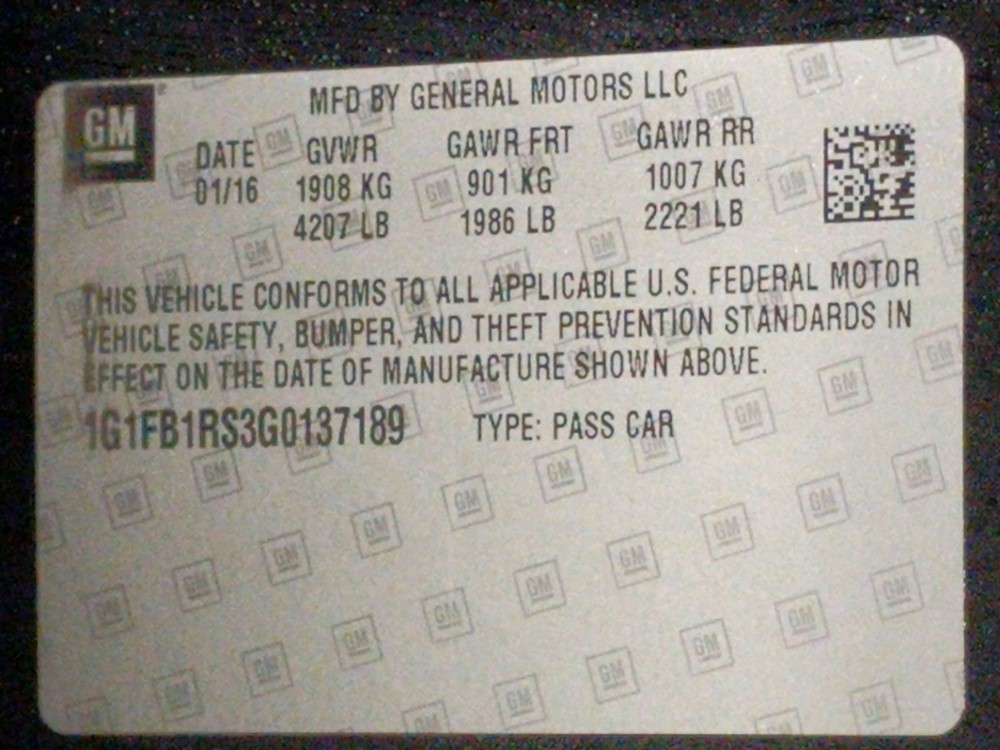 GM
MFD BY GENERAL MOTORS LLC
DATE GVWR GAWR FRT GAWR RR
01/16 1908 KG 901 KG 1007 KG
4207 LB 1986 LB 2221 LB
THIS VEHICLE CONFORMS TO ALL APPLICABLE U.S. FEDERAL MOTOR
VEHICLE SAFETY, BUMPER, AND THEFT PREVENTION STANDARDS IN
EFFECT ON THE DATE OF MANUFACTURE SHOWN ABOVE.
1G1FB1RS3G0137189 TYPE: PASS CAR